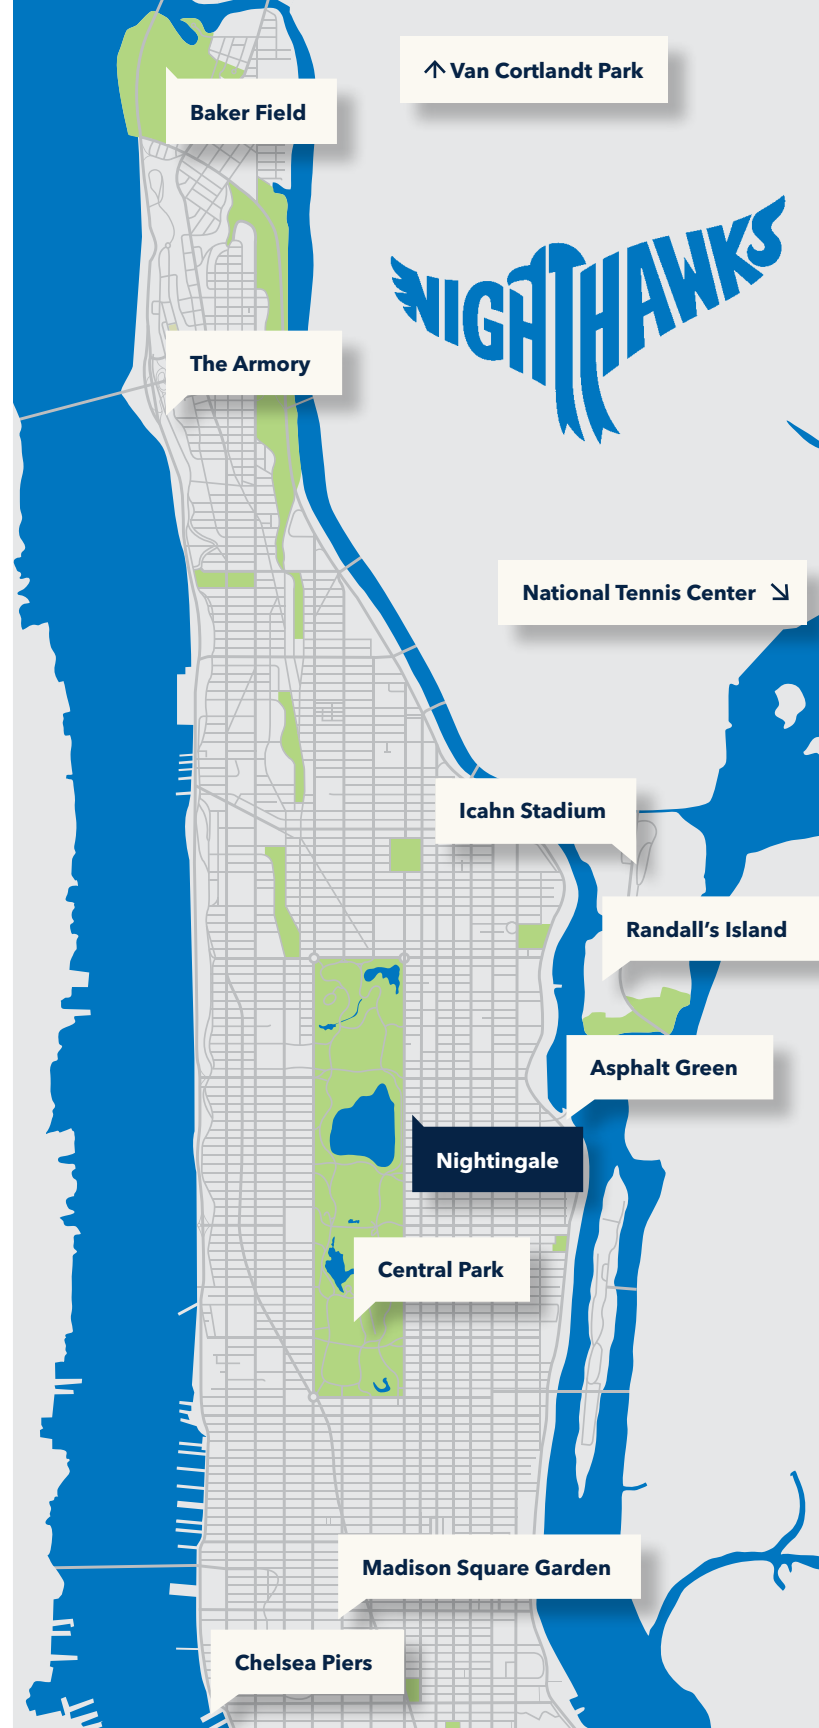 ↑ Van Cortlandt Park
Baker Field
NIGHTHAWKS
The Armory
National Tennis Center ↘
Icahn Stadium
Randall's Island
Asphalt Green
Nightingale
Central Park
Madison Square Garden
Chelsea Piers